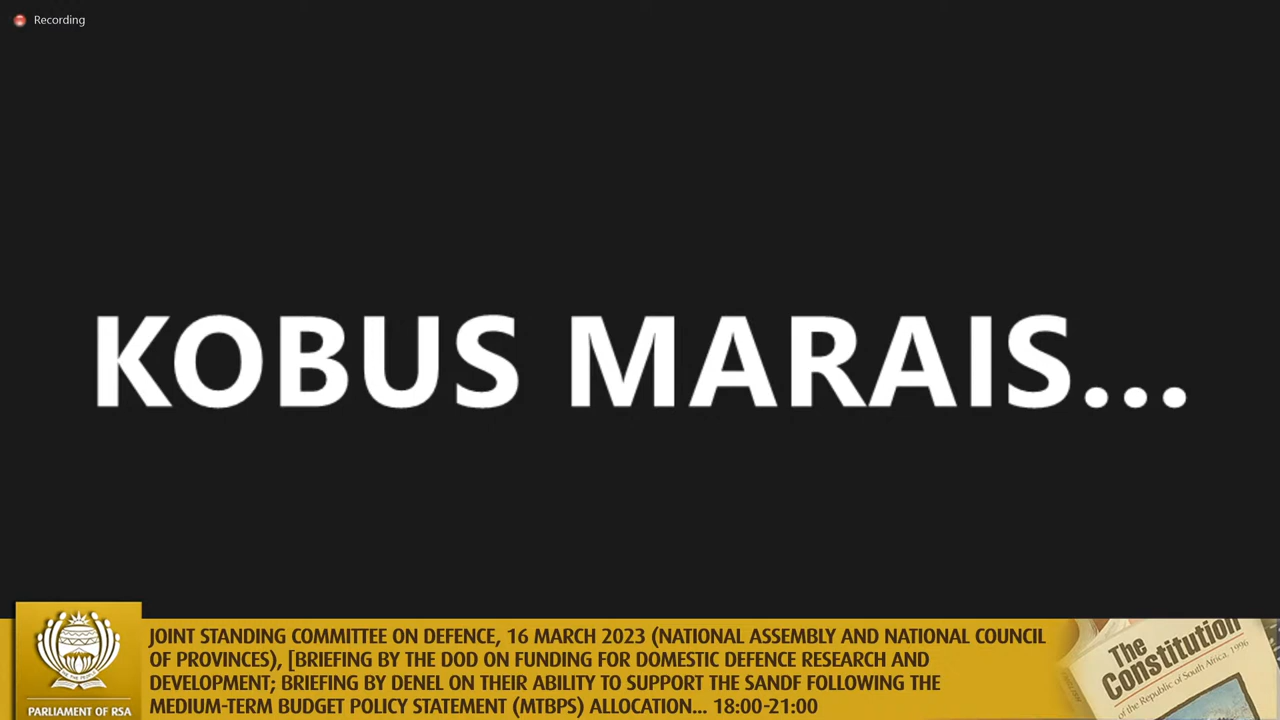 Recording
KOBUS MARAIS...
JOINT STANDING COMMITTEE ON DEFENCE, 16 MARCH 2023 (NATIONAL ASSEMBLY AND NATIONAL COUNCIL
OF PROVINCES), [BRIEFING BY THE DOD ON FUNDING FOR DOMESTIC DEFENCE RESEARCH AND
DEVELOPMENT; BRIEFING BY DENEL ON THEIR ABILITY TO SUPPORT THE SANDF FOLLOWING THE
MEDIUM-TERM BUDGET POLICY STATEMENT (MTBPS) ALLOCATION... 18:00-21:00
PARLIAMENT OF RSA
The
Constitution
of the Republic of South Africa, 1996